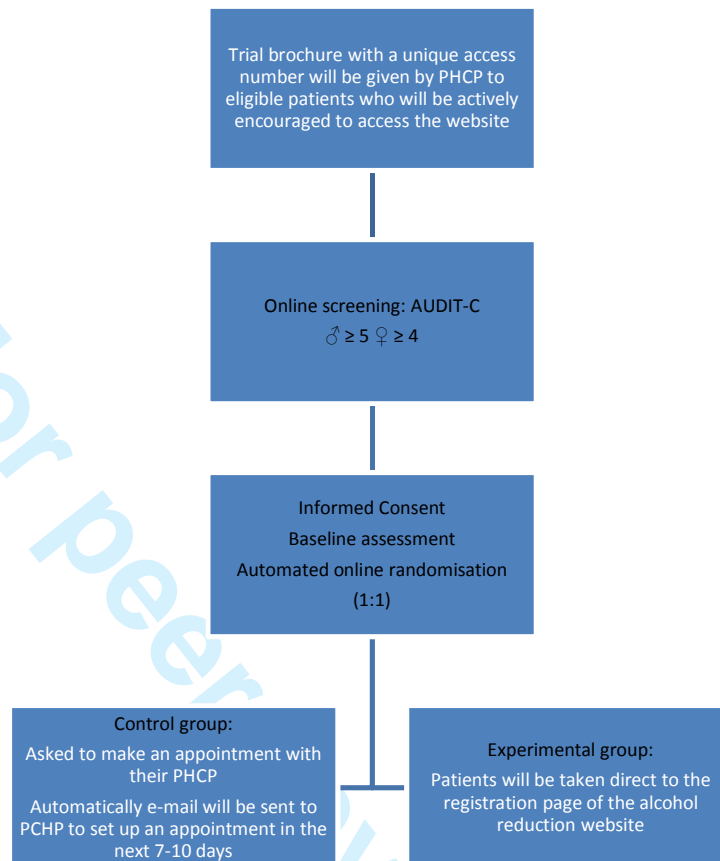 Trial brochure with a unique access
number will be given by PHCP to
eligible patients who will be actively
encouraged to access the website
Online screening: AUDIT-C
♂ ≥ 5 ♀ ≥ 4
Informed Consent
Baseline assessment
Automated online randomisation
(1:1)
Control group:
Asked to make an appointment with
their PHCP
Automatically e-mail will be sent to
PCHP to set up an appointment in the
next 7-10 days
Experimental group:
Patients will be taken direct to the
registration page of the alcohol
reduction website
or peer